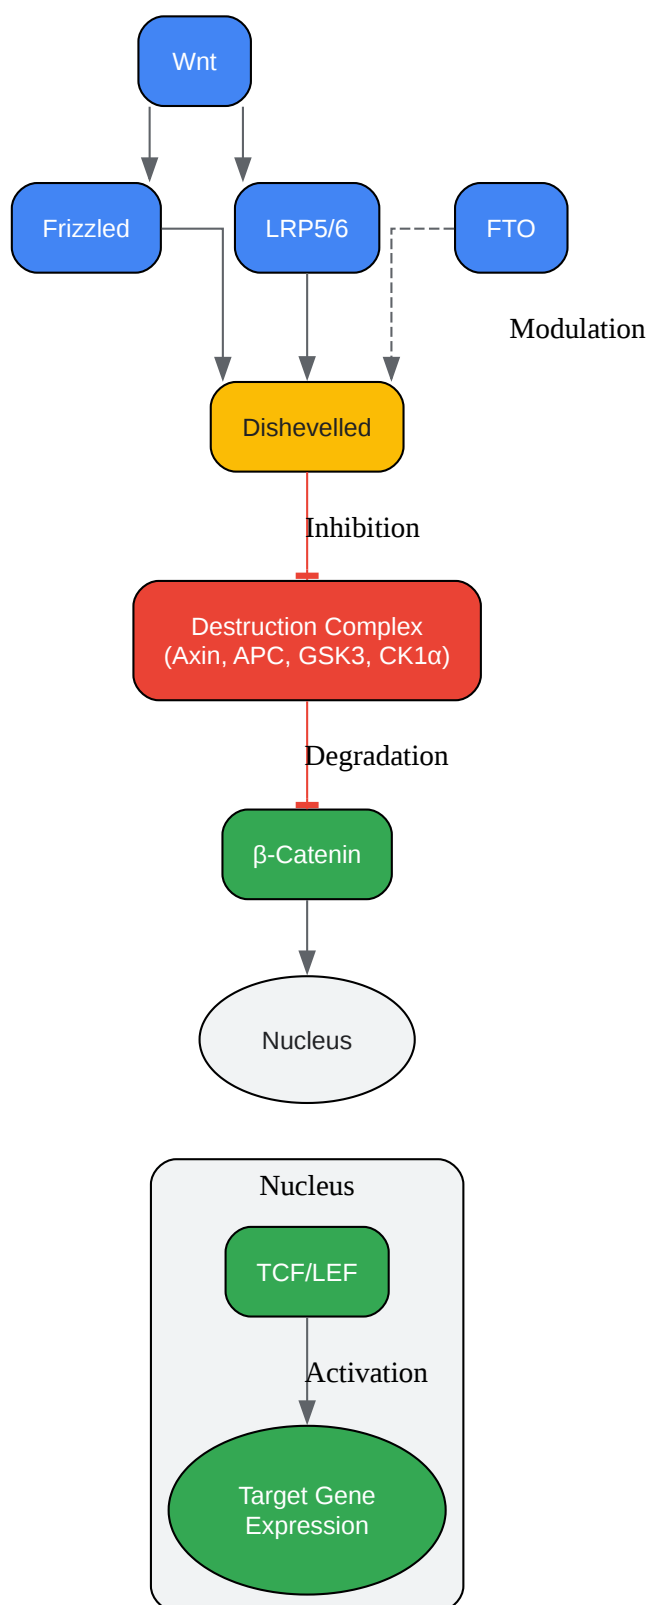 Wnt
Frizzled
LRP5/6
FTO
Modulation
Dishevelled
Inhibition
Destruction Complex
(Axin, APC, GSK3, CK1α)
Degradation
β-Catenin
Nucleus
Nucleus
TCF/LEF
Activation
Target Gene
Expression